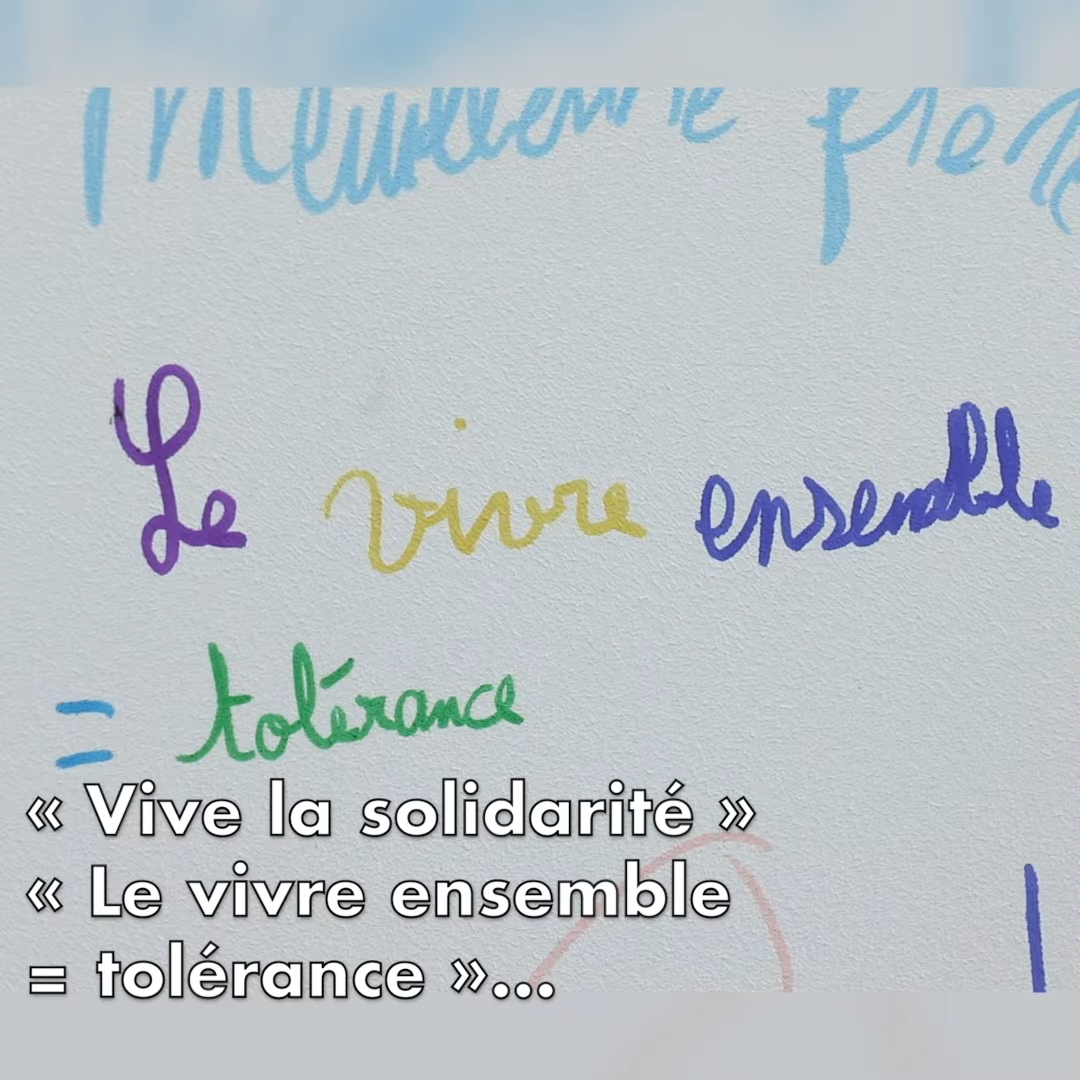 Le vivre ensemble
= tolérance
« Vive la solidarité »
« Le vivre ensemble
= tolérance »...